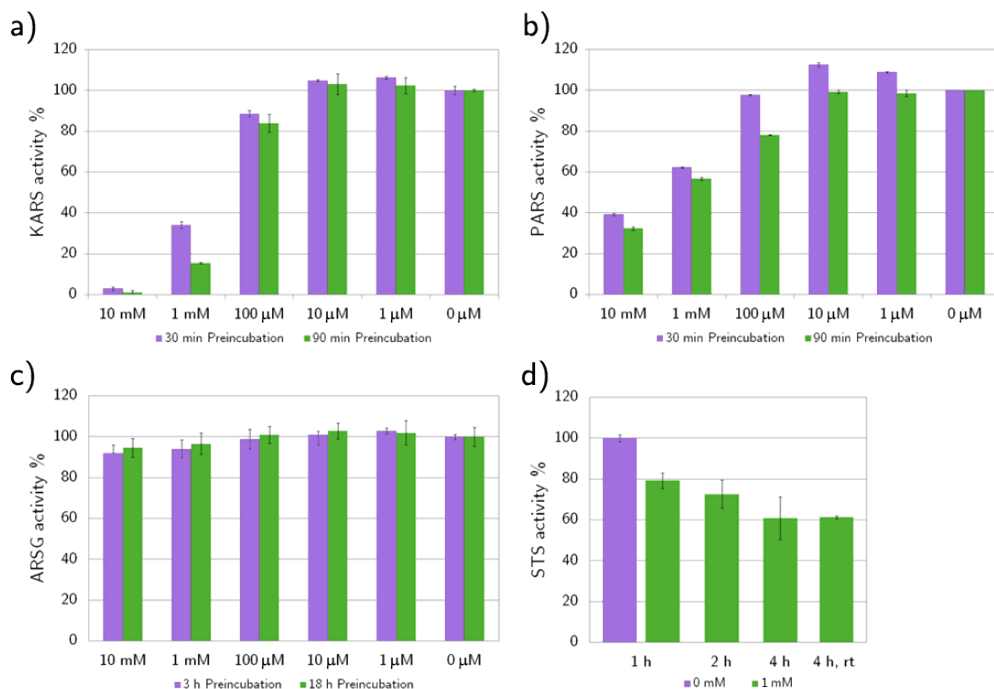 a)
120
100
80
60
40
20
0
KARS activity %
10 mM 1 mM 100 µM 10 µM 1 µM 0 µM
30 min Preincubation 90 min Preincubation
b)
120
100
80
60
40
20
0
PARS activity %
10 mM 1 mM 100 µM 10 µM 1 µM 0 µM
30 min Preincubation 90 min Preincubation
c)
120
100
80
60
40
20
0
ARSG activity %
10 mM 1 mM 100 µM 10 µM 1 µM 0 µM
3 h Preincubation 18 h Preincubation
d)
120
100
80
60
40
20
0
STS activity %
1 h 2 h 4 h 4 h, rt
0 mM 1 mM